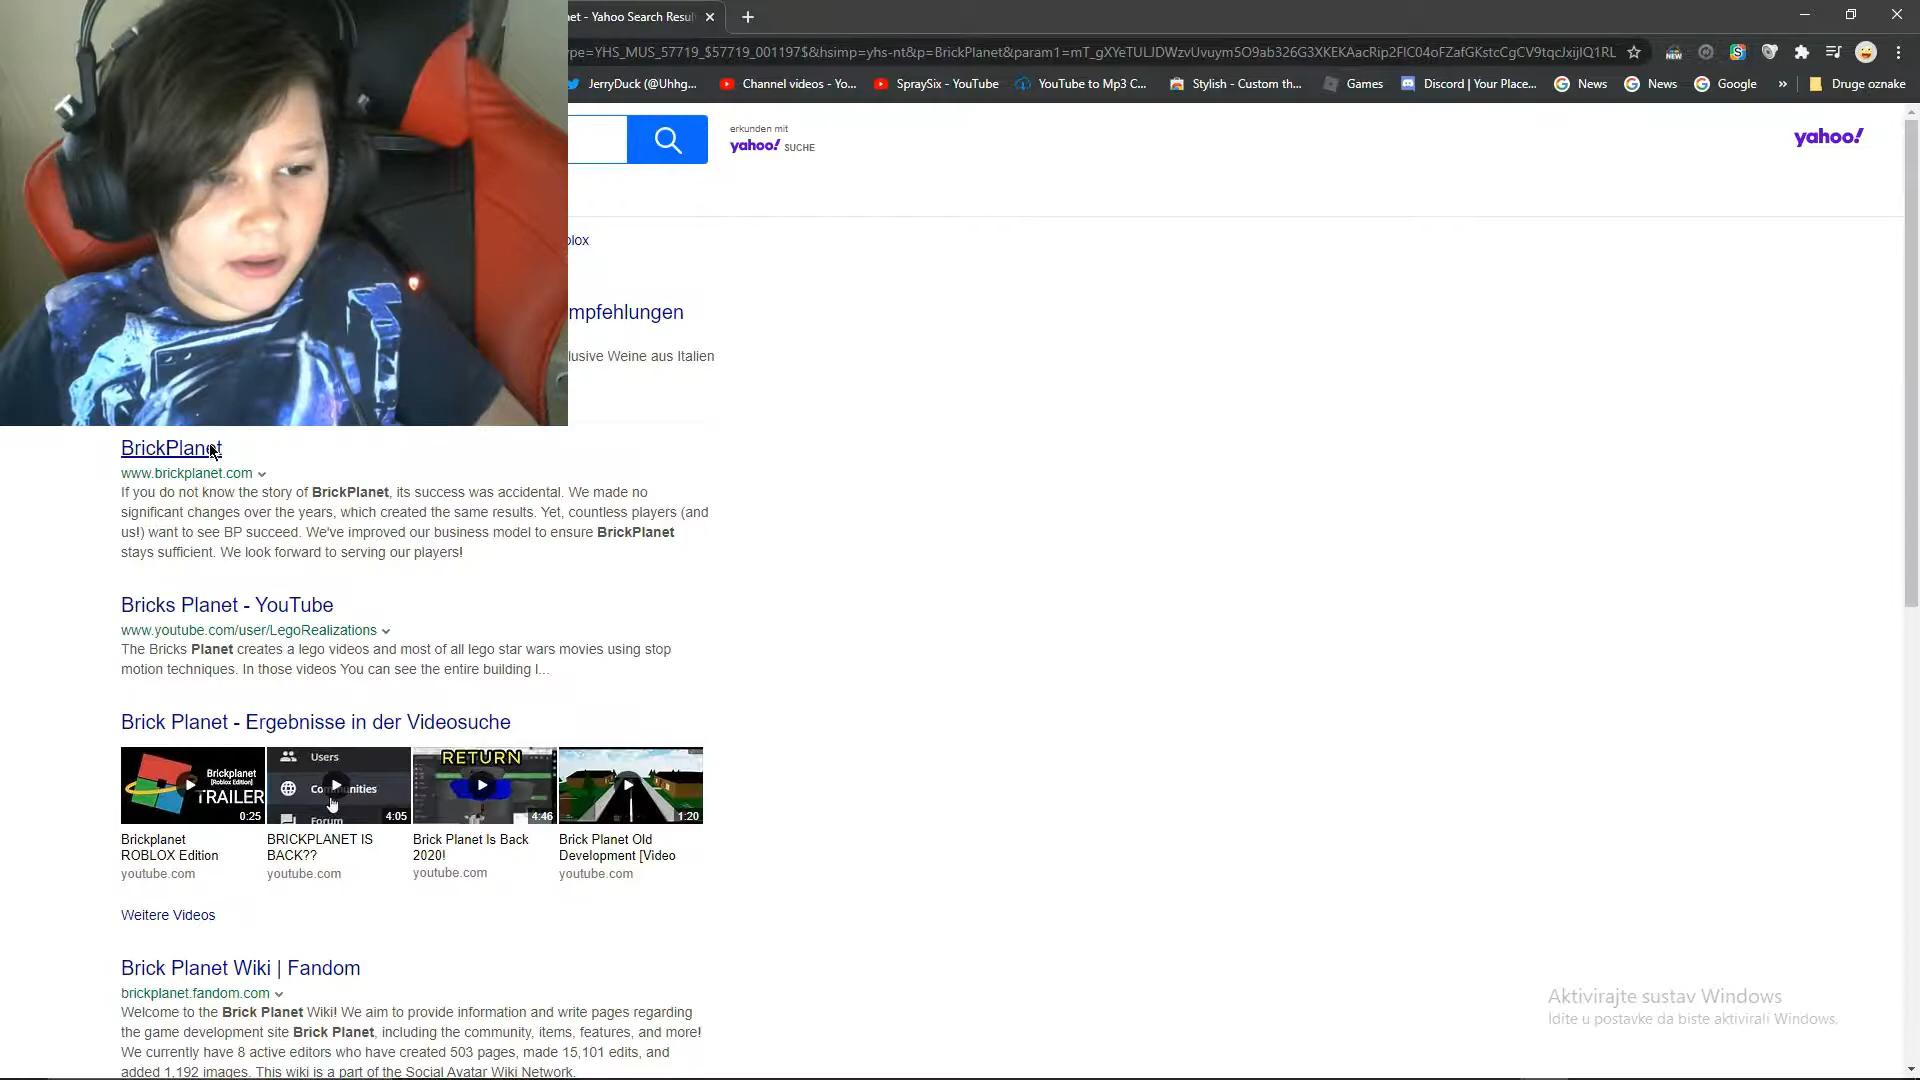 net - Yahoo Search Resul
ype=YHS_MUS_57719_$57719_001197$&hsimp=yhs-nt&p=BrickPlanet&param1=
JerryDuck (@Uhhg...
Channel videos - Yo...
SpraySix - YouTube
YouTube to Mp3 C...
Stylish - Custom th...
Games
Discord | Your Place...
News
News
Google
»
Druge oznake
erkunden mit
yahoo! SUCHE
yahoo!
blox
mpfehlungen
lusive Weine aus Italien
BrickPlanet
www.brickplanet.com
If you do not know the story of BrickPlanet, its success was accidental. We made no
significant changes over the years, which created the same results. Yet, countless players (and
us!) want to see BP succeed. We've improved our business model to ensure BrickPlanet
stays sufficient. We look forward to serving our players!
Bricks Planet - YouTube
www.youtube.com/user/LegoRealizations
The Bricks Planet creates a lego videos and most of all lego star wars movies using stop
motion techniques. In those videos You can see the entire building l...
Brick Planet - Ergebnisse in der Videosuche
Brickplanet
[Roblox Edition]
TRAILER
0:25
Users
Communities
Forum
4:05
RETURN
4:46
1:20
Brickplanet
ROBLOX Edition
youtube.com
BRICKPLANET IS
BACK??
youtube.com
Brick Planet Is Back
2020!
youtube.com
Brick Planet Old
Development [Video
youtube.com
Weitere Videos
Brick Planet Wiki | Fandom
brickplanet.fandom.com
Welcome to the Brick Planet Wiki! We aim to provide information and write pages regarding
the game development site Brick Planet, including the community, items, features, and more!
We currently have 8 active editors who have created 503 pages, made 15,101 edits, and
added 1,192 images. This wiki is a part of the Social Avatar Wiki Network.
Aktivirajte sustav Windows
Idite u postavke da biste aktivirali Windows.